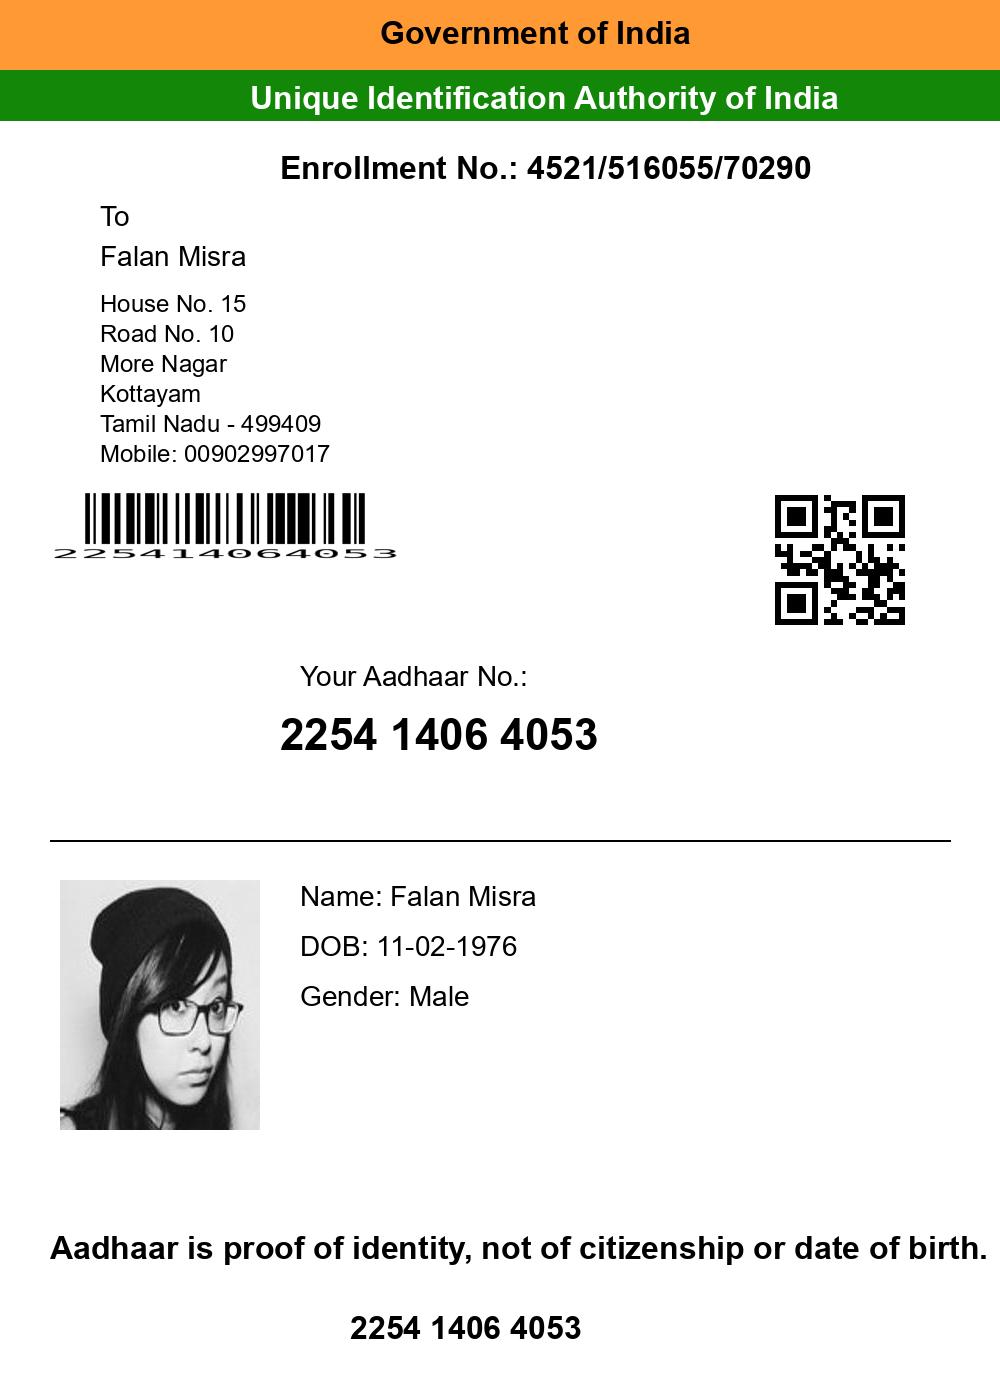 Government of India
Unique Identification Authority of India
Enrollment No.: 4521/516055/70290
To
Falan Misra
House No. 15
Road No. 10
More Nagar
Kottayam
Tamil Nadu - 499409
Mobile: 00902997017
225414064053
Your Aadhaar No.:
2254 1406 4053
Name: Falan Misra
DOB: 11-02-1976
Gender: Male
Aadhaar is proof of identity, not of citizenship or date of birth.
2254 1406 4053